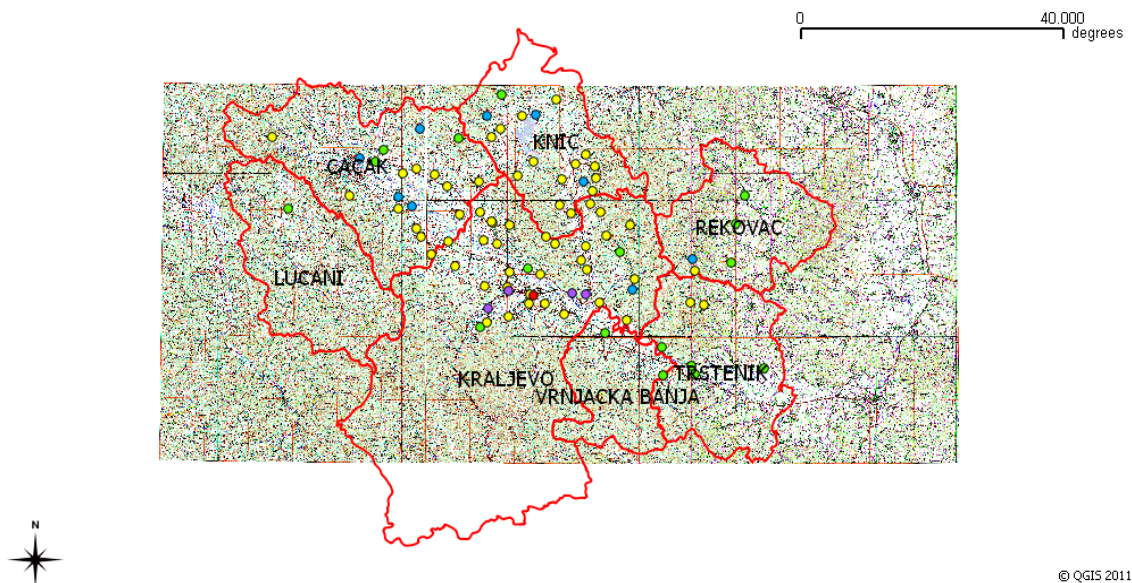 0 40.000
degrees
KNIC
CACAK
REKOVAC
LUCANI
TRSTENIK
KRALJEVO
VRNJACKA BANJA
N
© QGIS 2011